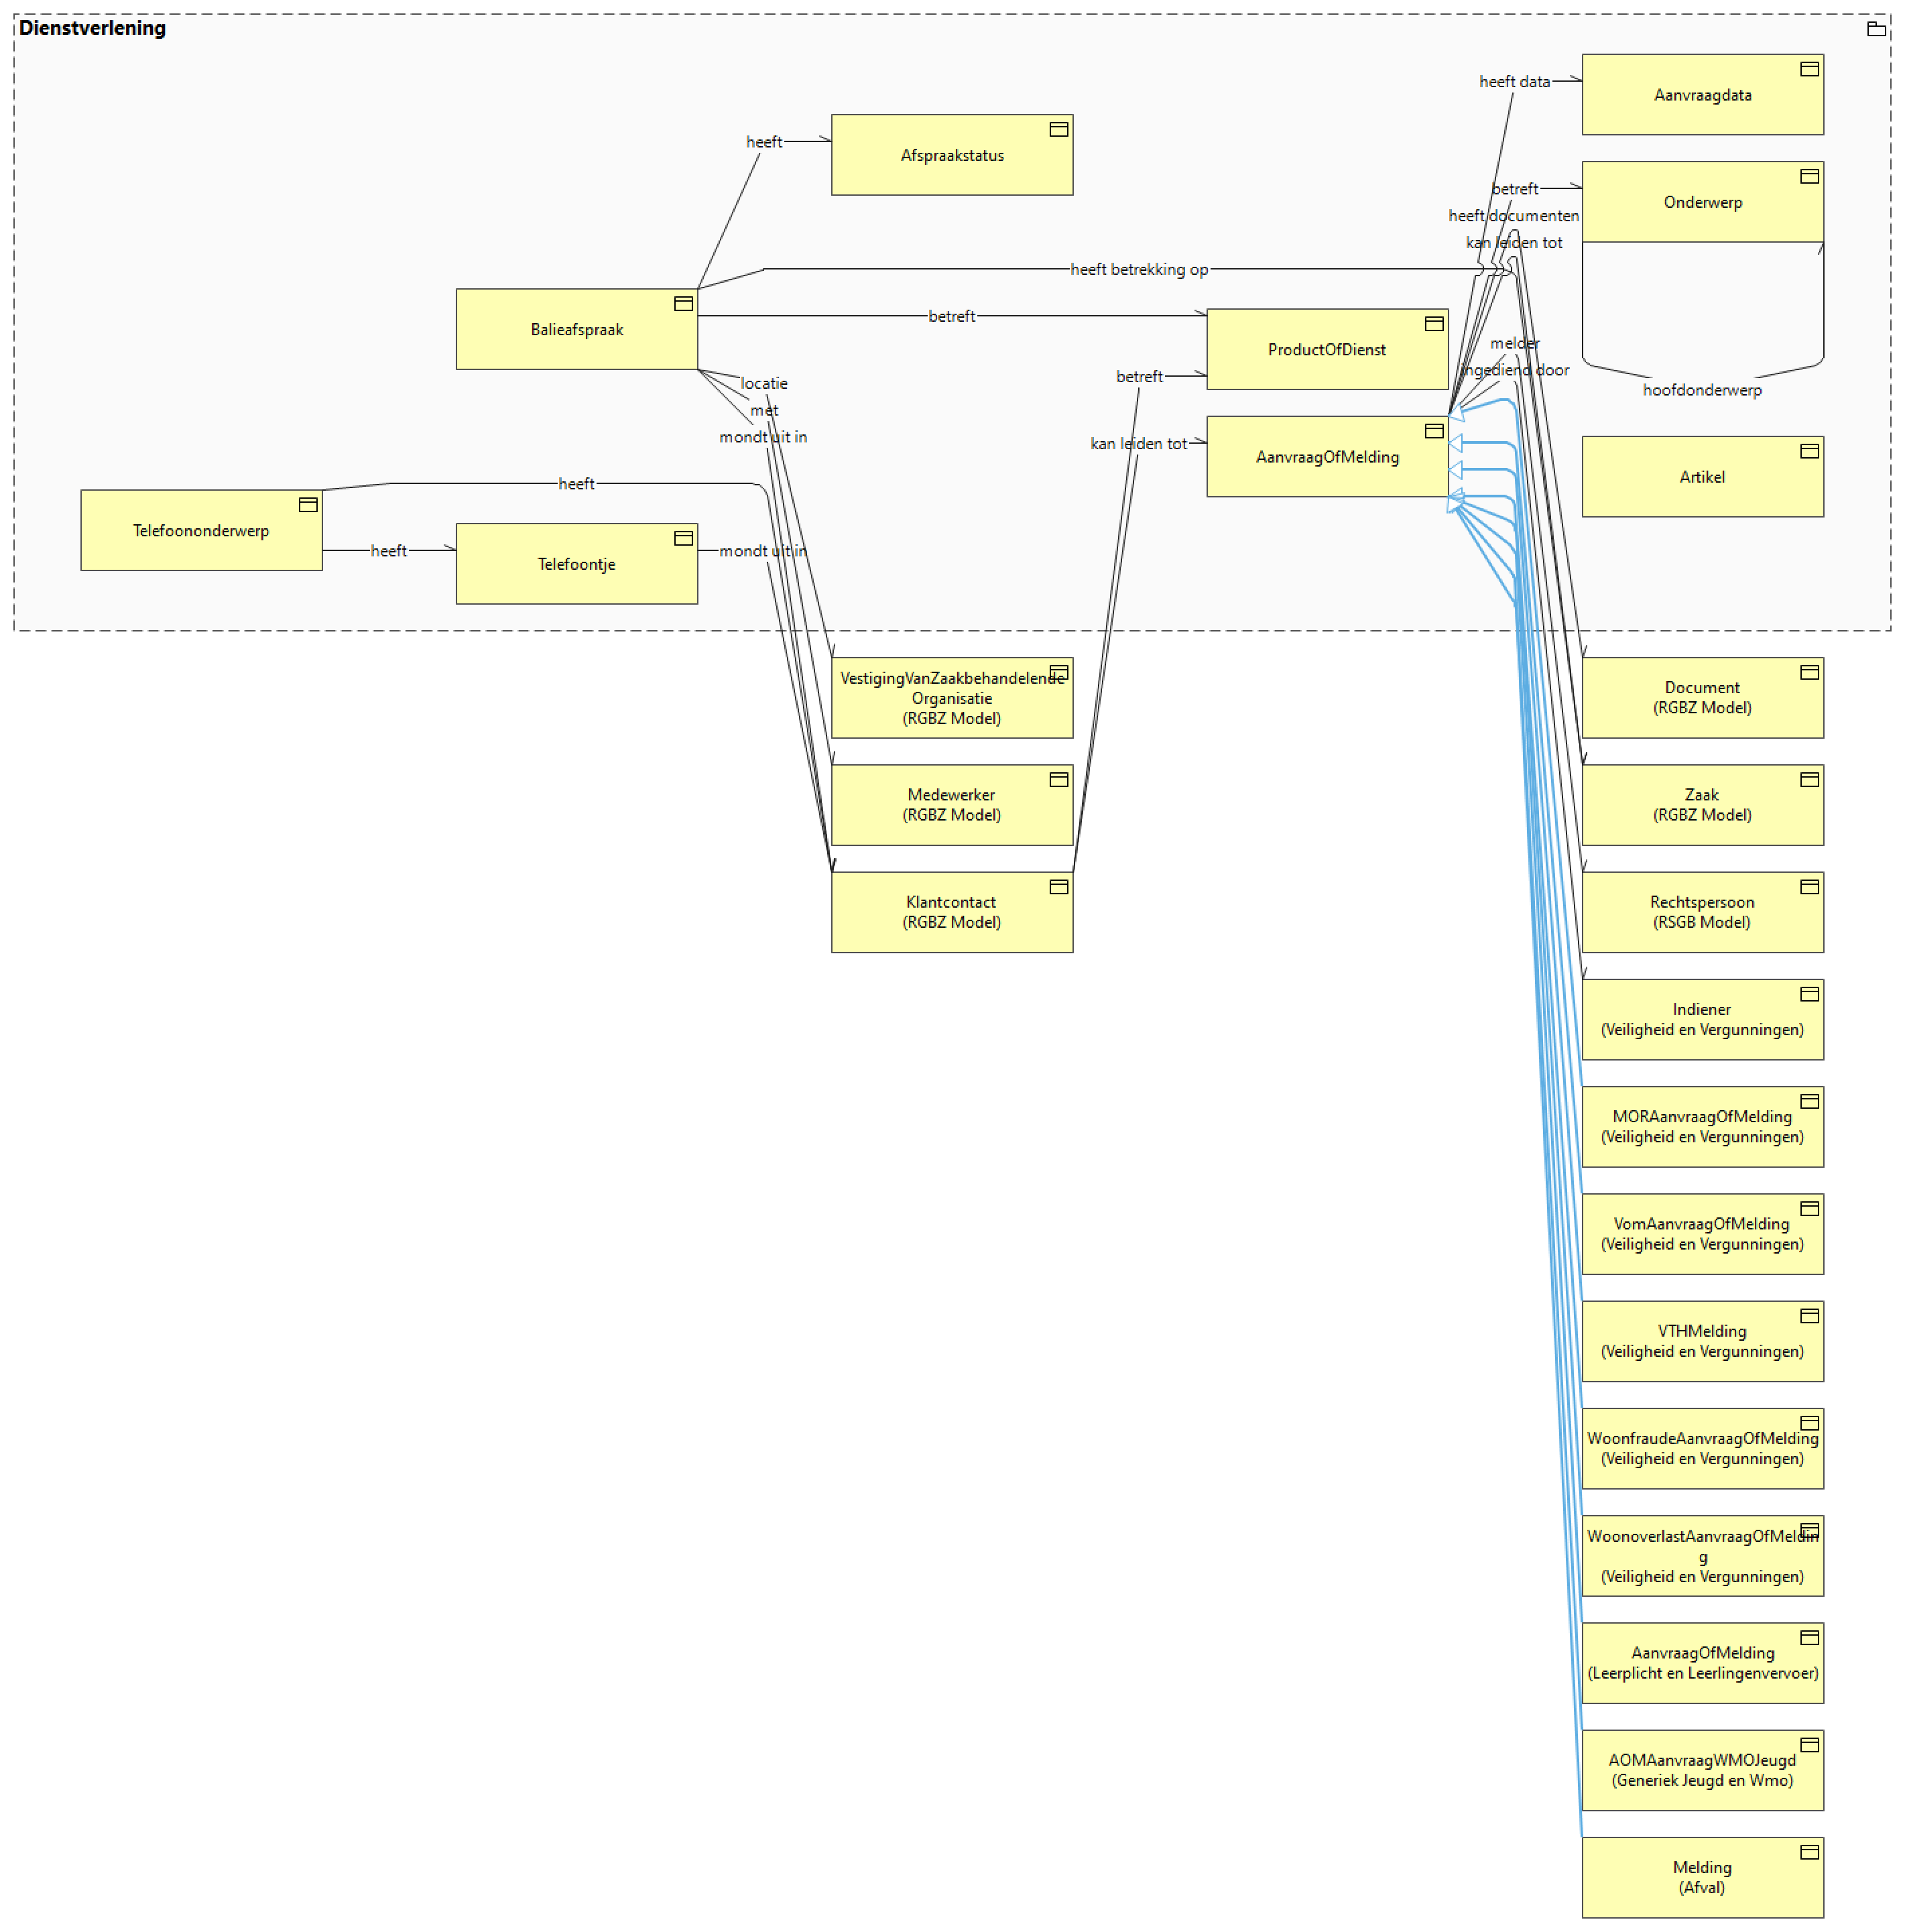 Dienstverlening
heeft data
Aanvraagdata
heeft
Afspraakstatus
betreft
Onderwerp
heeft documenten
kan leiden tot
heeft betrekking op
Balieafspraak
betreft
ProductOfDienst
melder
ingediend door
hoofdonderwerp
locatie
met
mondt uit in
betreft
kan leiden tot
AanvraagOfMelding
Artikel
heeft
Telefoononderwerp
heeft
Telefoontje
mondt uit in
VestigingVanZaakbehandelende
Organisatie
(RGBZ Model)
Document
(RGBZ Model)
Medewerker
(RGBZ Model)
Zaak
(RGBZ Model)
Klantcontact
(RGBZ Model)
Rechtspersoon
(RSGB Model)
Indiener
(Veiligheid en Vergunningen)
MORAanvraagOfMelding
(Veiligheid en Vergunningen)
VomAanvraagOfMelding
(Veiligheid en Vergunningen)
VTHMelding
(Veiligheid en Vergunningen)
WoonfraudeAanvraagOfMelding
(Veiligheid en Vergunningen)
WoonoverlastAanvraagOfMeldin
g
(Veiligheid en Vergunningen)
AanvraagOfMelding
(Leerplicht en Leerlingenvervoer)
AOMAanvraagWMOJeugd
(Generiek Jeugd en Wmo)
Melding
(Afval)